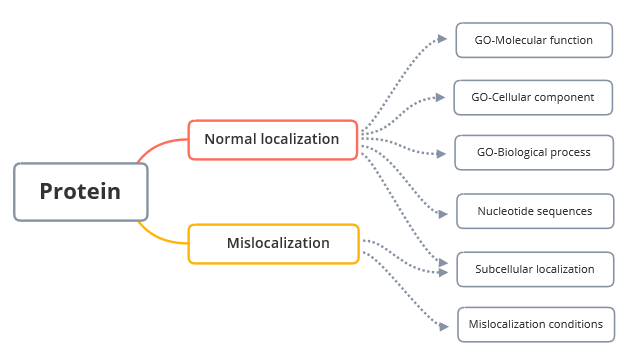 Protein
Normal localization
Mislocalization
GO-Molecular function
GO-Cellular component
GO-Biological process
Nucleotide sequences
Subcellular localization
Mislocalization conditions